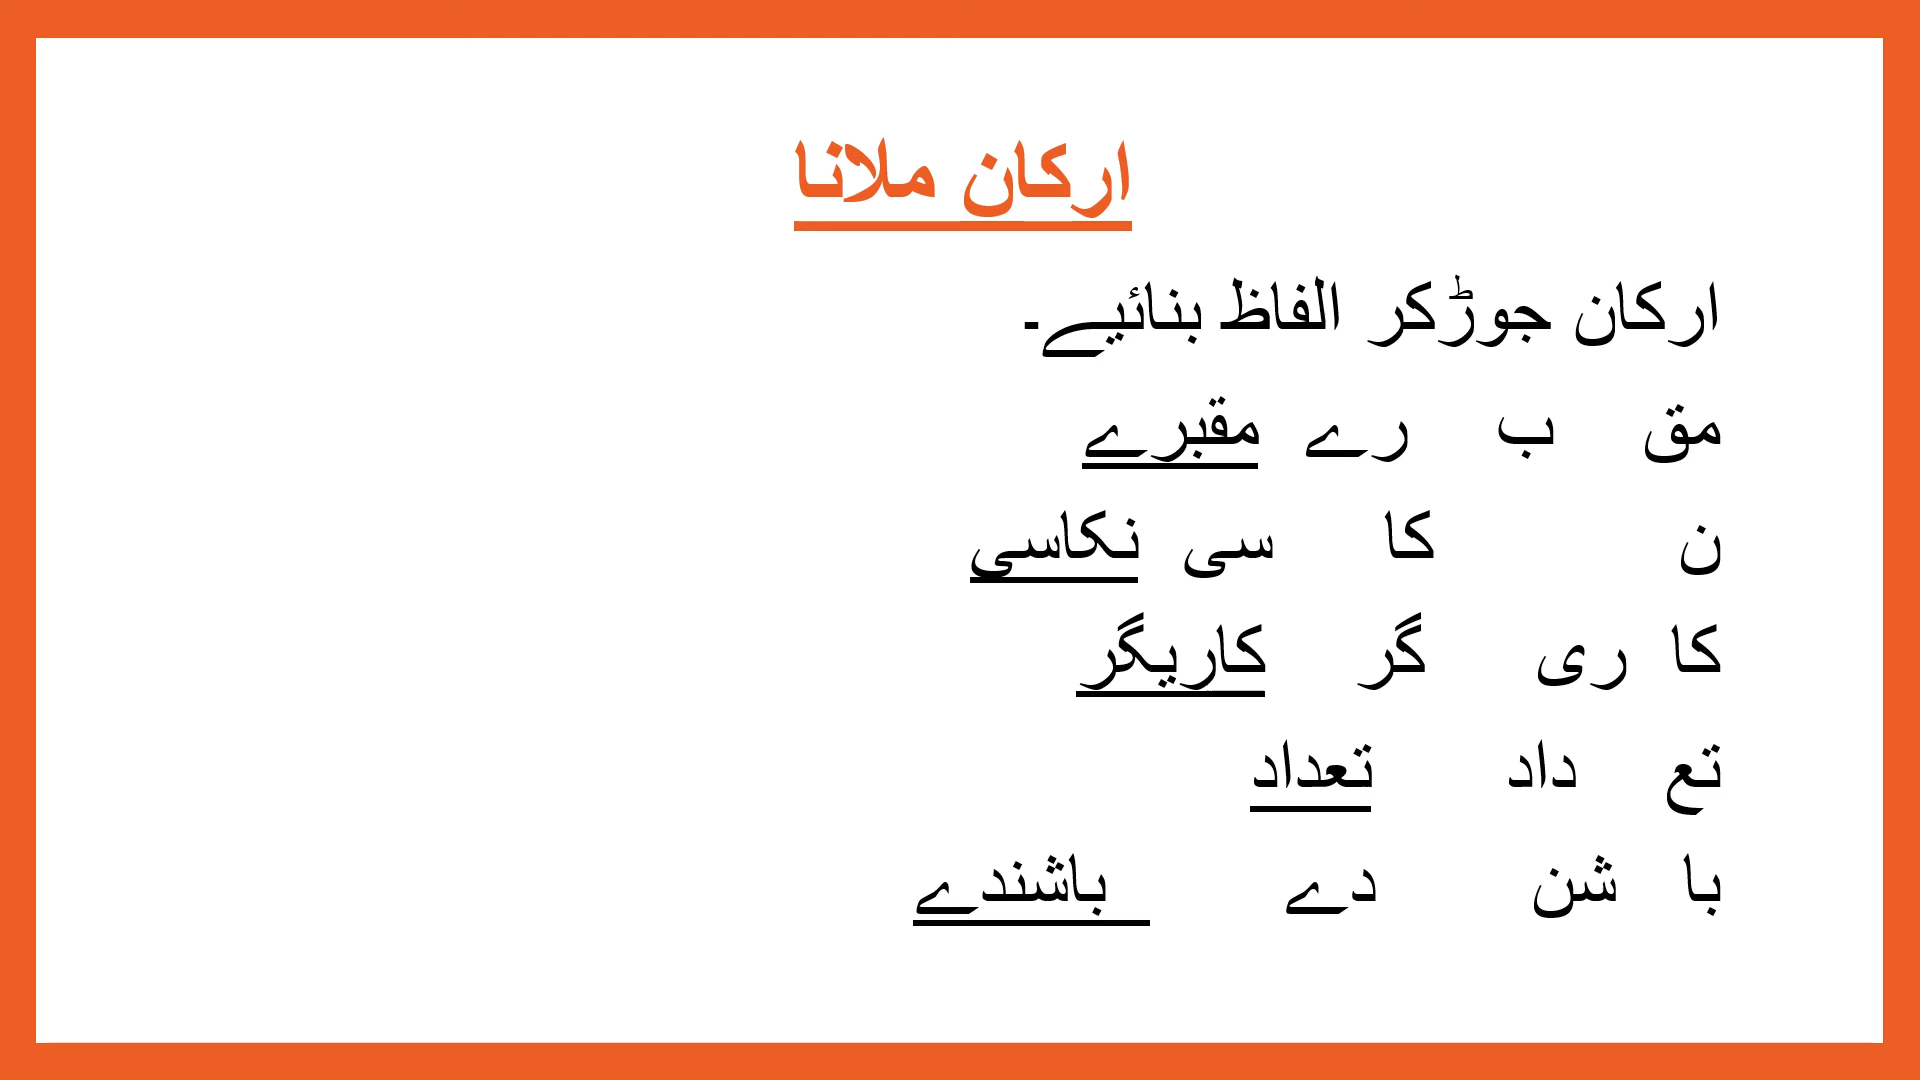 ارکان ملانا
ارکان جوڑکر الفاظ بنائیے۔
مق ب رے مقبرے
ن کا سی نکاسی
کا ری گر کاریگر
تع داد تعداد
با شن دے باشندے